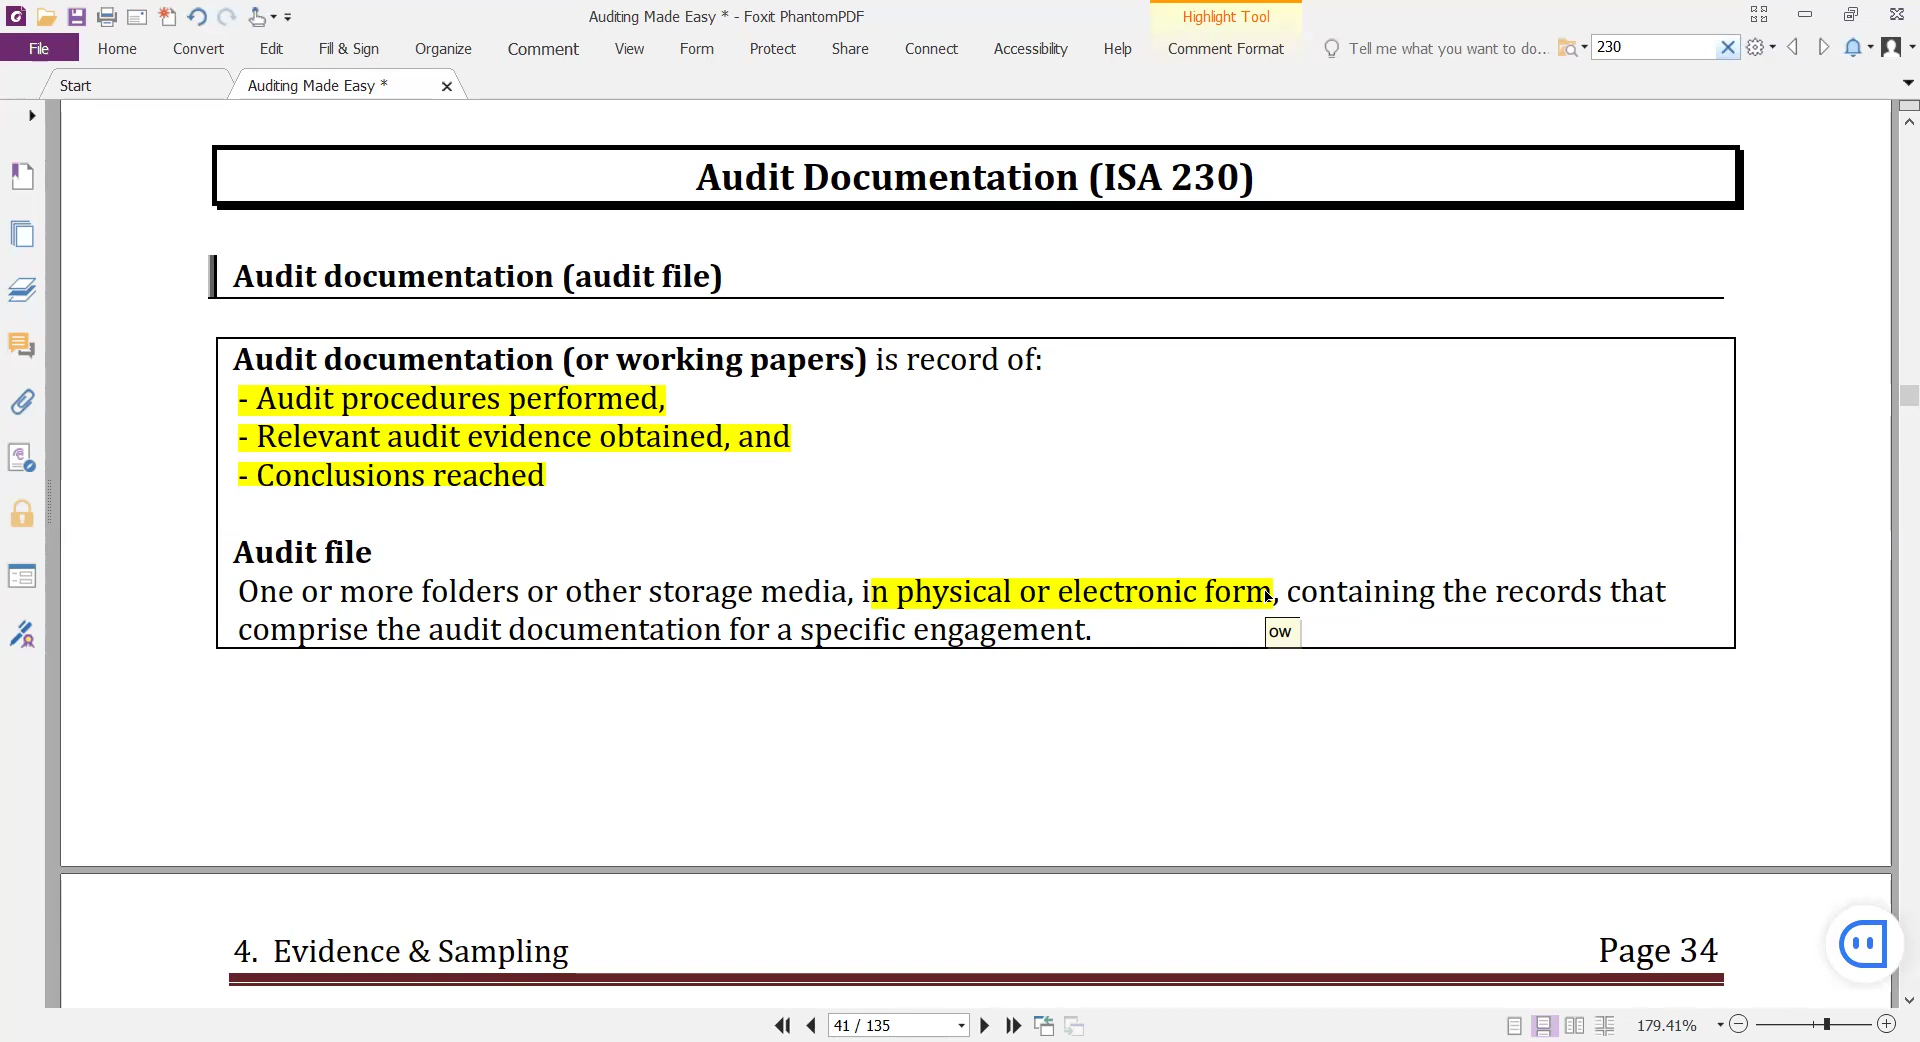 Auditing Made Easy * - Foxit PhantomPDF
Highlight Tool
File
Home
Convert
Edit
Fill & Sign
Organize
Comment
View
Form
Protect
Share
Connect
Accessibility
Help
Comment Format
Tell me what you want to do...
230
Start
Auditing Made Easy *
Audit Documentation (ISA 230)
Audit documentation (audit file)
Audit documentation (or working papers) is record of:
- Audit procedures performed,
- Relevant audit evidence obtained, and
- Conclusions reached
Audit file
One or more folders or other storage media, in physical or electronic form, containing the records that
comprise the audit documentation for a specific engagement.
ow
4. Evidence & Sampling
Page 34
41 / 135
179.41%